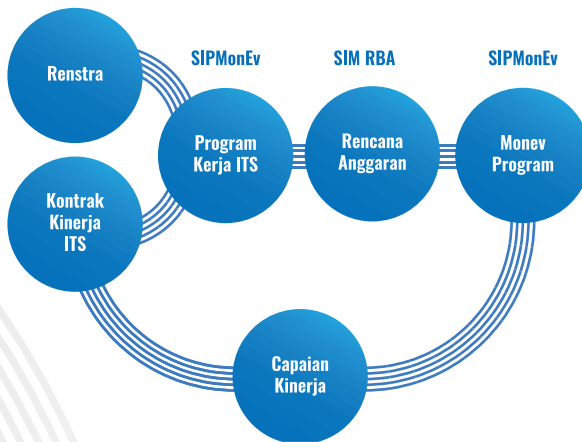 Renstra
SIPMonEv
SIM RBA
SIPMonEv
Program
Kerja ITS
Rencana
Anggaran
Monev
Program
Kontrak
Kinerja
ITS
Capaian
Kinerja